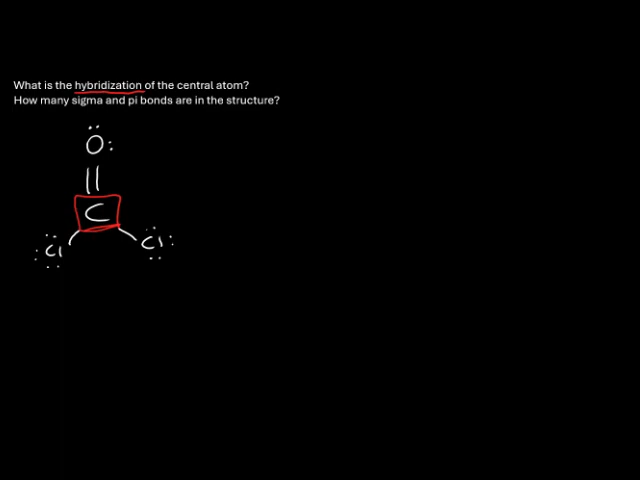 What is the hybridization of the central atom?
How many sigma and pi bonds are in the structure?
O
C
Cl Cl